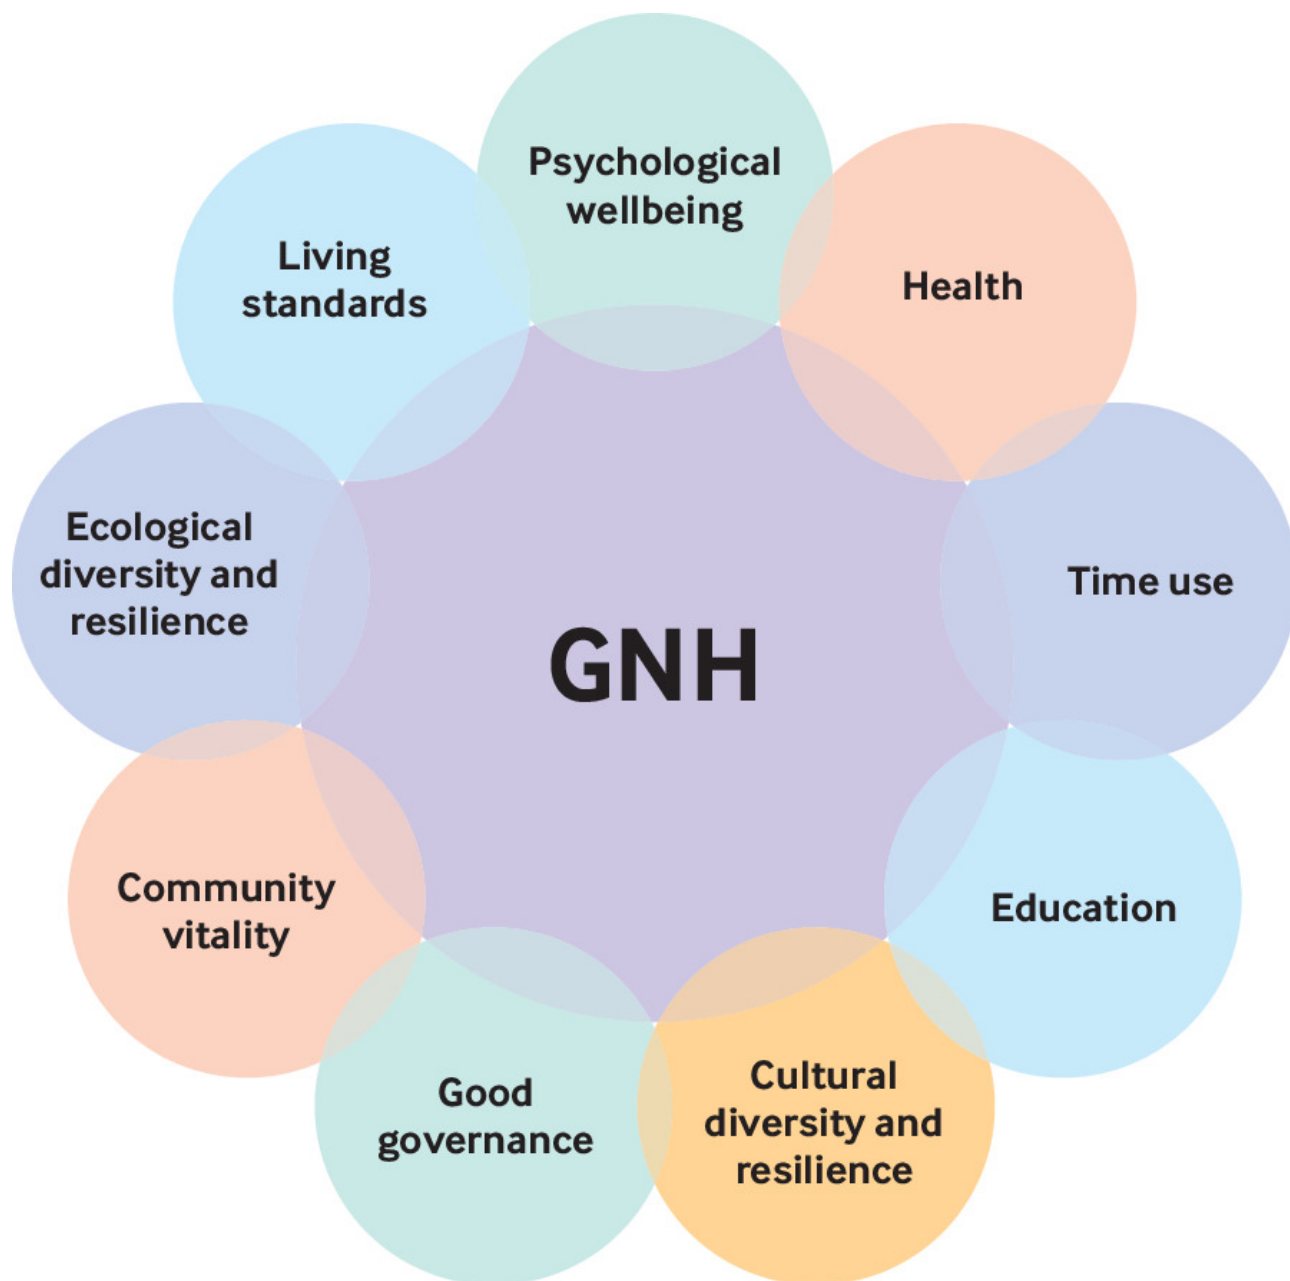 Psychological
wellbeing
Health
Time use
Education
Cultural
diversity and
resilience
Good
governance
Community
vitality
Ecological
diversity and
resilience
Living
standards
GNH